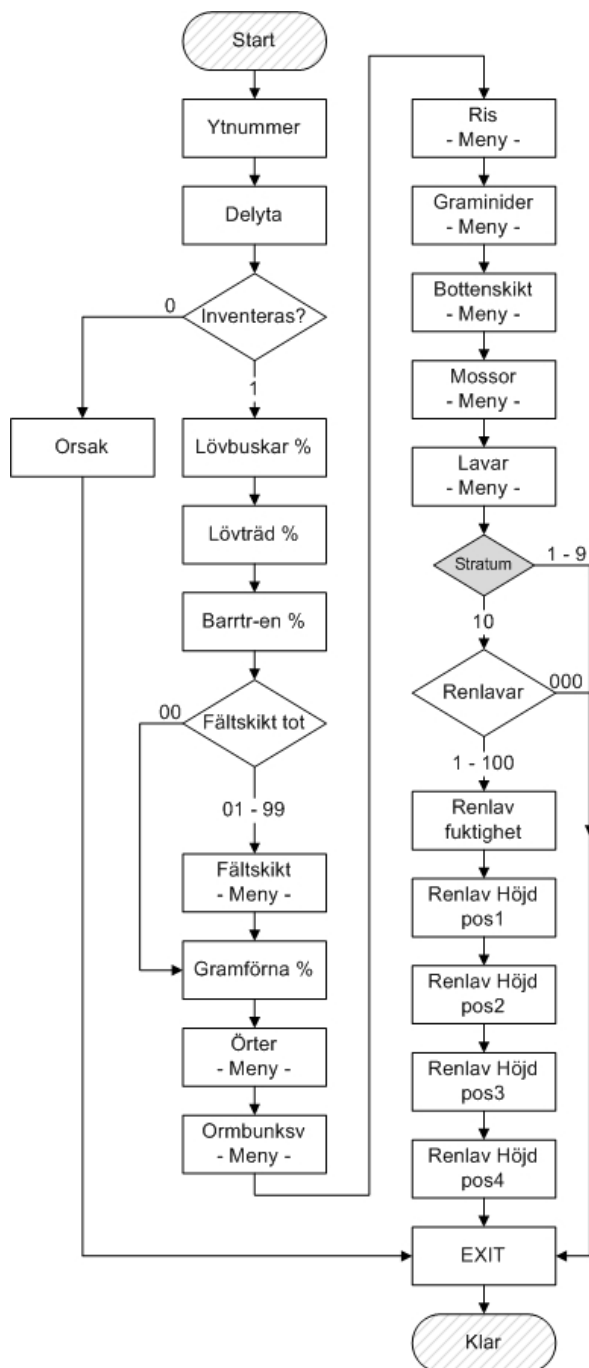 Start
Ytnummer
Delyta
Inventeras?
0
1
Orsak
Lövbuskar %
Lövträd %
Barrtr-en %
Fältskikt tot
00
01 - 99
Fältskikt
- Meny -
Gramförna %
Örter
- Meny -
Ormbunksv
- Meny -
Ris
- Meny -
Graminider
- Meny -
Bottenskikt
- Meny -
Mossor
- Meny -
Lavar
- Meny -
Stratum
1 - 9
10
Renlavar
000
1 - 100
Renlav
fuktighet
Renlav Höjd
pos1
Renlav Höjd
pos2
Renlav Höjd
pos3
Renlav Höjd
pos4
EXIT
Klar